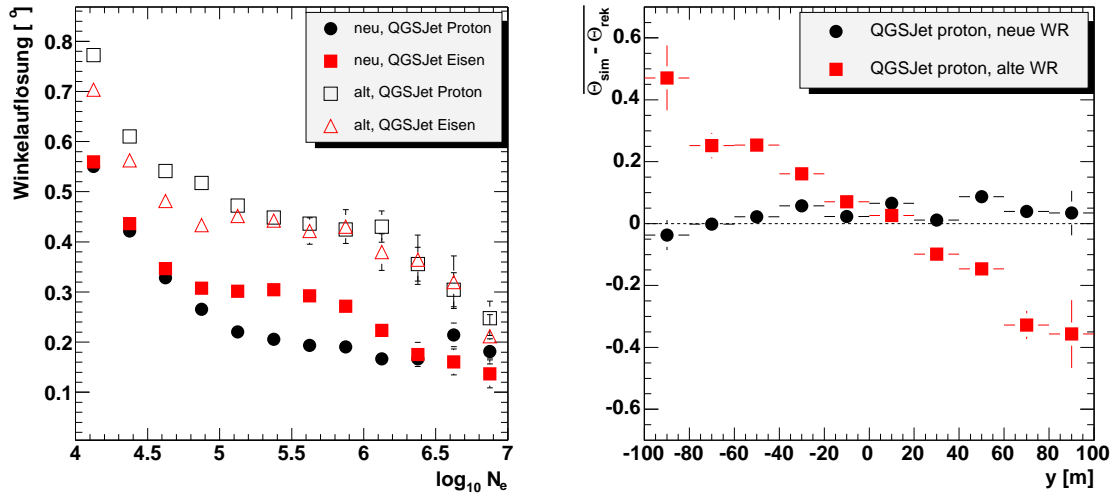 Winkelauflösung [ °]
0.8
0.7
0.6
0.5
0.4
0.3
0.2
0.1
neu, QGSJet Proton
neu, QGSJet Eisen
alt, QGSJet Proton
alt, QGSJet Eisen
4 4.5 5 5.5 6 6.5 7
log10 Ne
Θsim - Θrek
0.6
0.4
0.2
0
-0.2
-0.4
-0.6
QGSJet proton, neue WR
QGSJet proton, alte WR
-100 -80 -60 -40 -20 0 20 40 60 80 100
y [m]